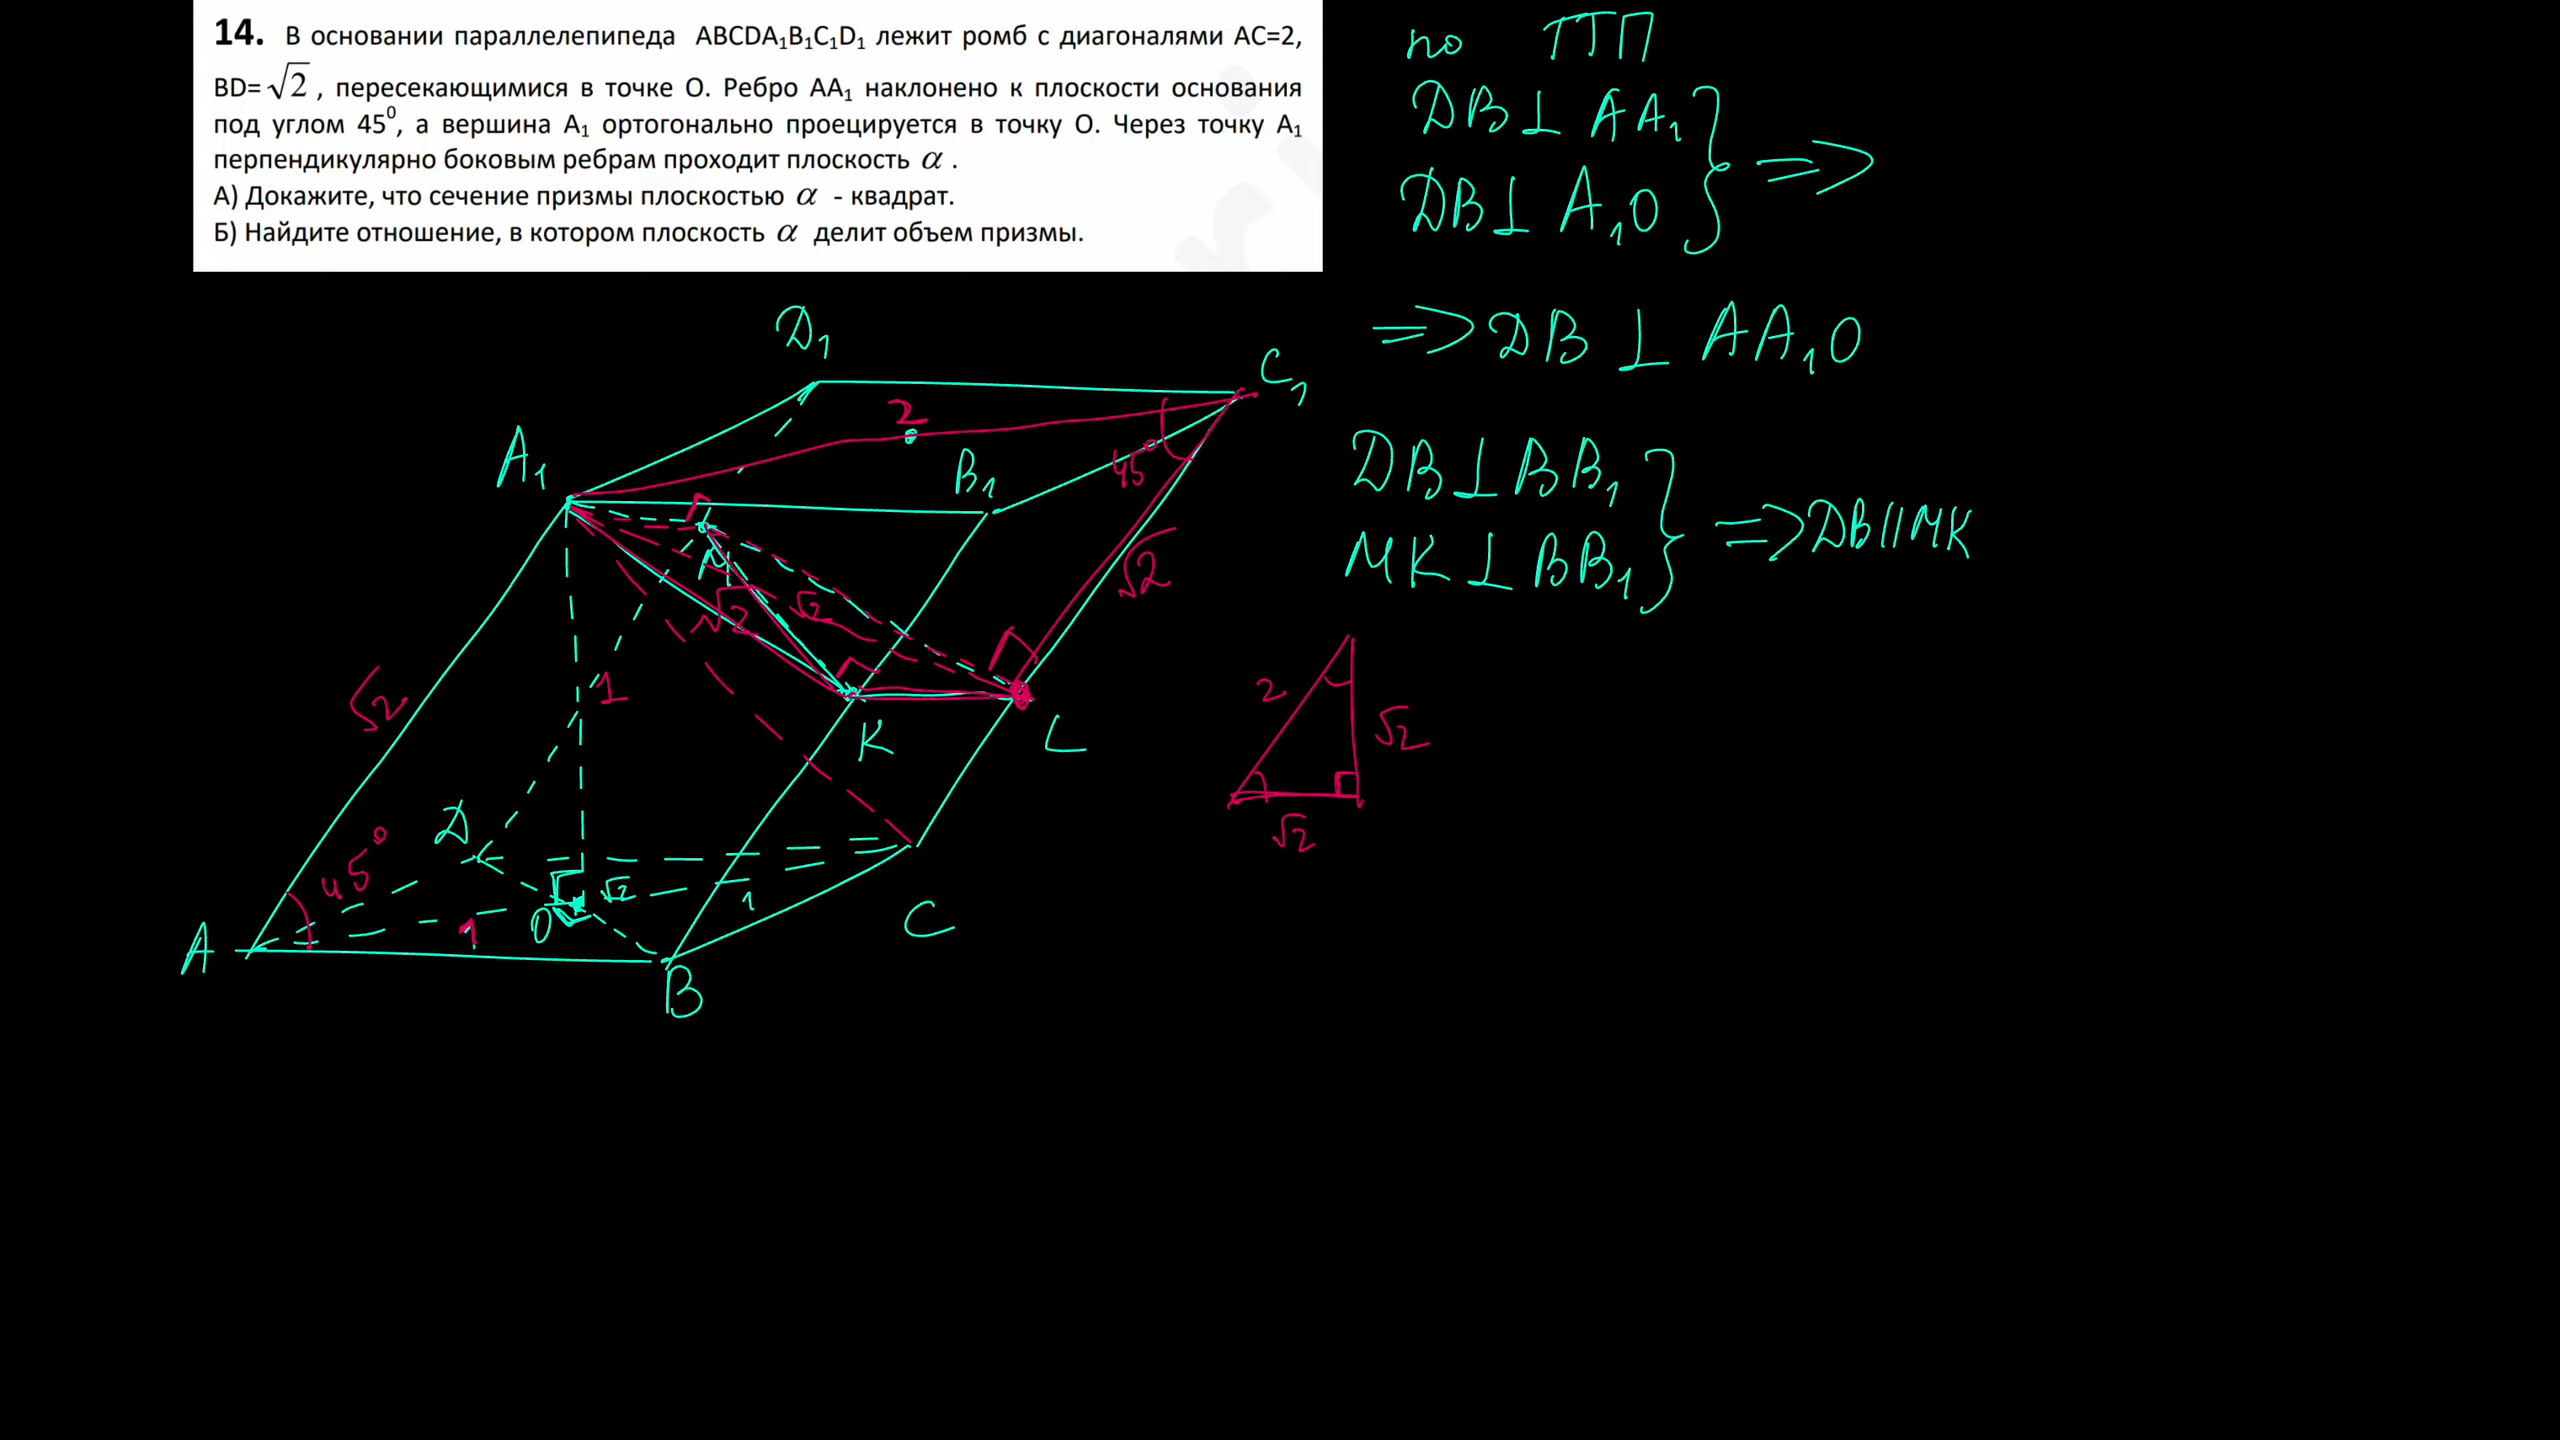 14. В основании параллелепипеда ABCDA₁B₁C₁D₁ лежит ромб с диагоналями AC=2,
BD=√2, пересекающимися в точке О. Ребро AA₁ наклонено к плоскости основания
под углом 45⁰, а вершина A₁ ортогонально проецируется в точку О. Через точку A₁
перпендикулярно боковым ребрам проходит плоскость α.
А) Докажите, что сечение призмы плоскостью α - квадрат.
Б) Найдите отношение, в котором плоскость α делит объем призмы.
по ТТП
DB⊥AA₁
DB⊥A₁O } =>
=> DB ⊥ AA₁O
DB⊥BB₁
MK⊥BB₁ } => DB||MK
D₁
C₁
2
A₁
B₁
45⁰
M
√2
√2
√2
√2
1
K
L
2
√2
√2
D
45⁰
√2
1
1
O
C
A
B